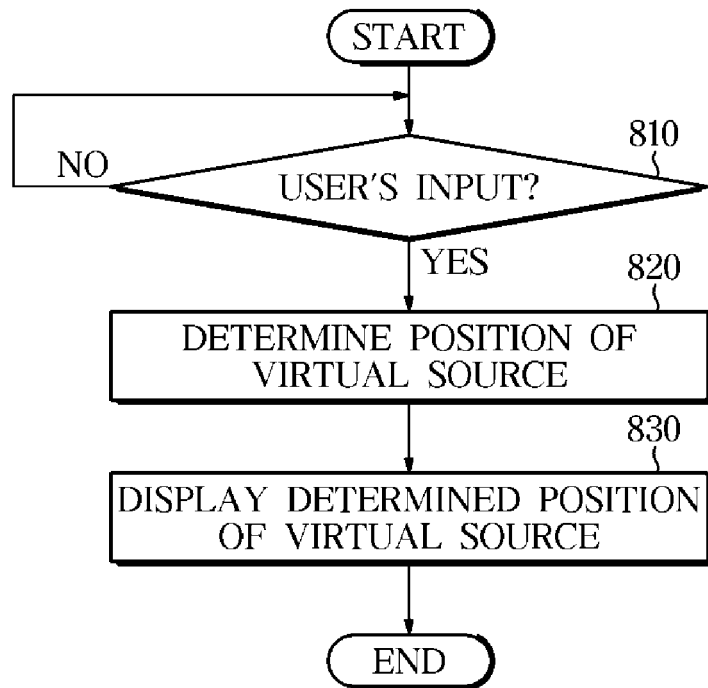 START
810
NO
USER'S INPUT?
YES
820
DETERMINE POSITION OF
VIRTUAL SOURCE
830
DISPLAY DETERMINED POSITION
OF VIRTUAL SOURCE
END